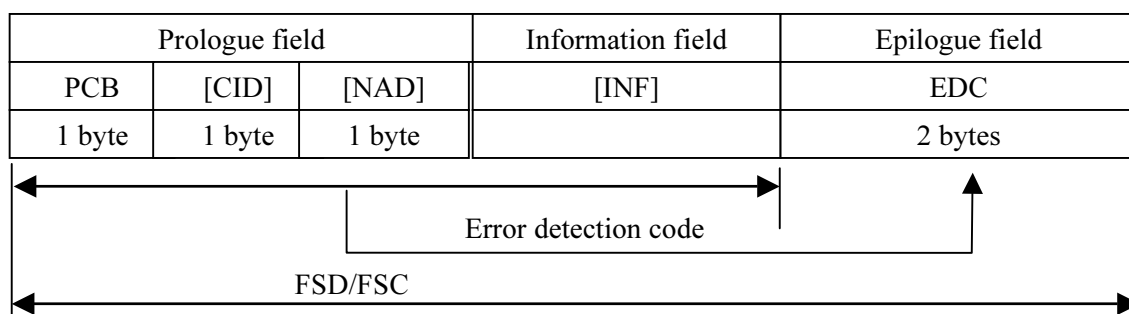 Prologue field Information field Epilogue field
PCB [CID] [NAD] [INF] EDC
1 byte 1 byte 1 byte 2 bytes
Error detection code
FSD/FSC